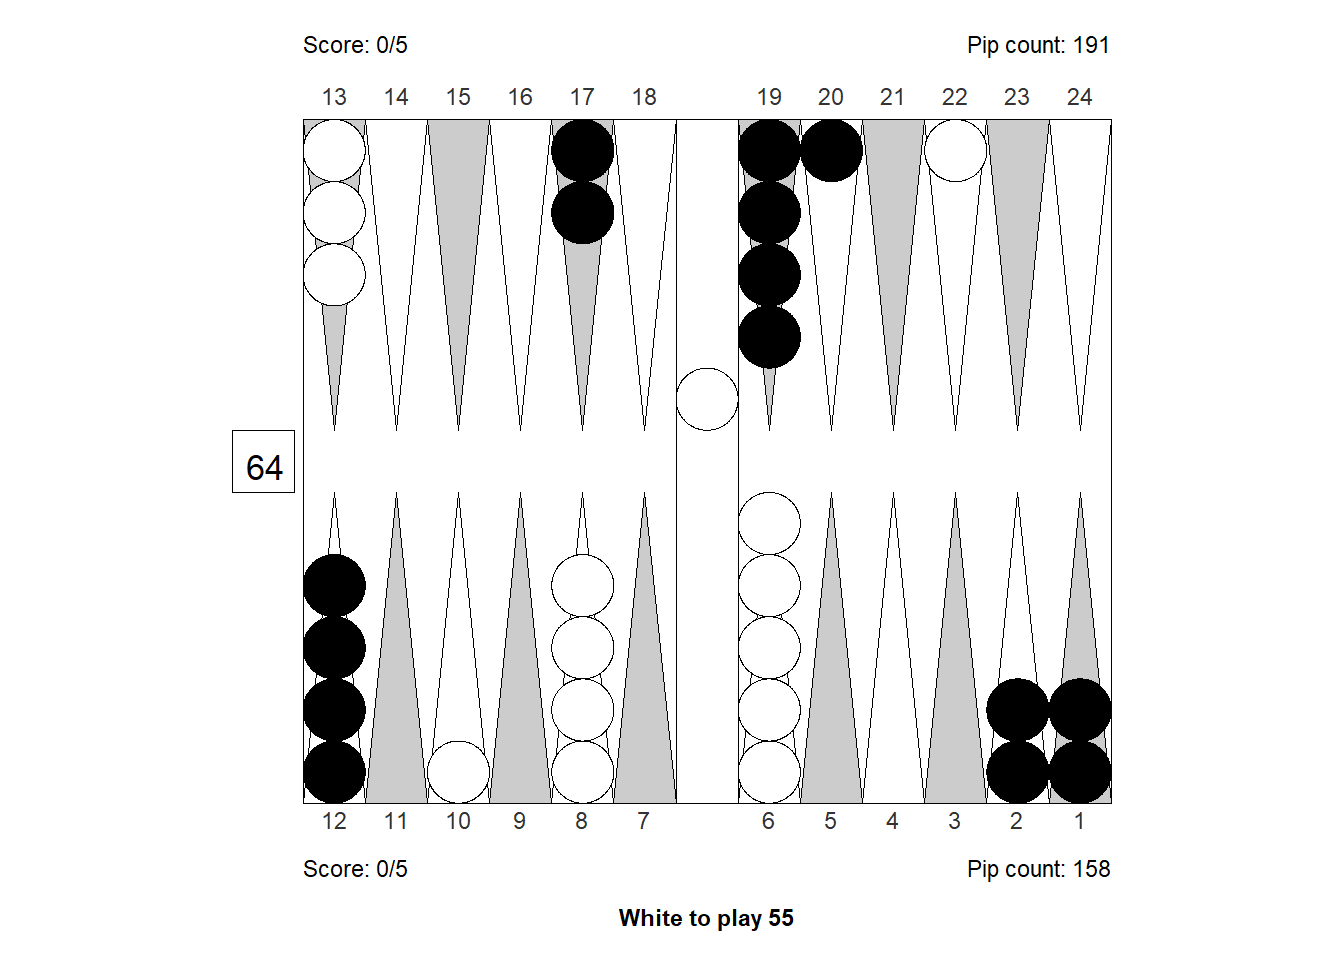 Score: 0/5 Pip count: 191
13 14 15 16 17 18 19 20 21 22 23 24
64
12 11 10 9 8 7 6 5 4 3 2 1
Score: 0/5 Pip count: 158
White to play 55